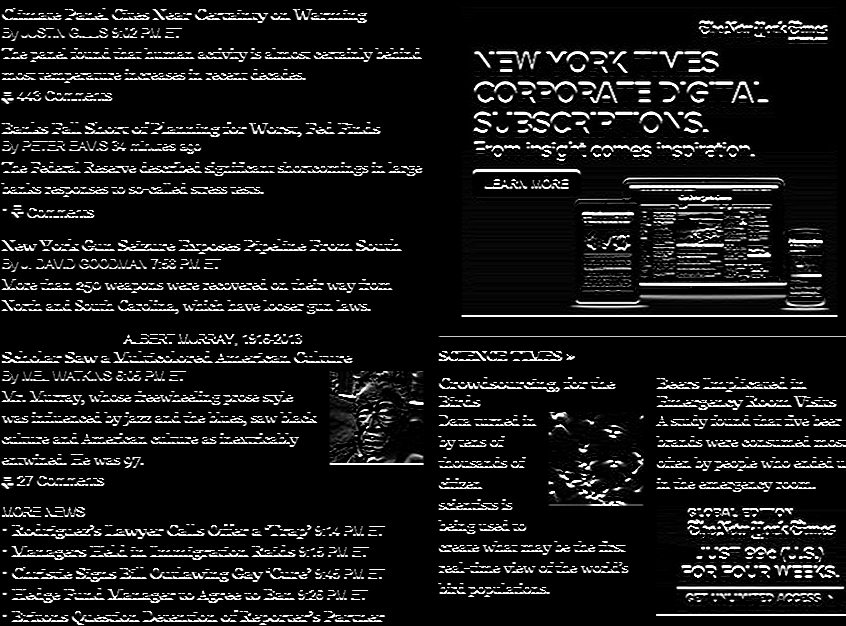 Climate Panel Cites Near Certainty on Warming
By JUSTIN GILLIS 9:02 PM ET
The panel found that human activity is almost certainly behind
most temperature increases in recent decades.
443 Comments
Banks Fall Short of Planning for Worst, Fed Finds
By PETER EAVIS 34 minutes ago
The Federal Reserve described significant shortcomings in large
banks responses to so-called stress tests.
• Comments
New York Gun Seizure Exposes Pipeline From South
By J. DAVID GOODMAN 7:58 PM ET
More than 250 weapons were recovered on their way from
North and South Carolina, which have looser gun laws.
ALBERT MURRAY, 1916-2013
Scholar Saw a Multicolored American Culture
By MEL WATKINS 8:05 PM ET
Mr. Murray, whose freewheeling prose style
was influenced by jazz and the blues, saw black
culture and American culture as inextricably
entwined. He was 97.
27 Comments
MORE NEWS
• Rodriguez's Lawyer Calls Offer a 'Trap' 9:14 PM ET
• Managers Held in Immigration Raids 9:15 PM ET
• Christie Signs Bill Outlawing Gay 'Cure' 9:45 PM ET
• Hedge Fund Manager to Agree to Ban 9:26 PM ET
• Britons Question Detention of Reporter's Partner
The New York Times
NEW YORK TIMES
CORPORATE DIGITAL
SUBSCRIPTIONS.
From insight comes inspiration.
LEARN MORE
SCIENCE TIMES »
Crowdsourcing, for the
Birds
Data turned in
by tens of
thousands of
citizen
scientists is
being used to
create what may be the first
real-time view of the world's
bird populations.
Beers Implicated in
Emergency Room Visits
A study found that five beer
brands were consumed most
often by people who ended u
in the emergency room.
GLOBAL EDITION
The New York Times
JUST 99¢ (U.S.)
FOR FOUR WEEKS.
GET UNLIMITED ACCESS >